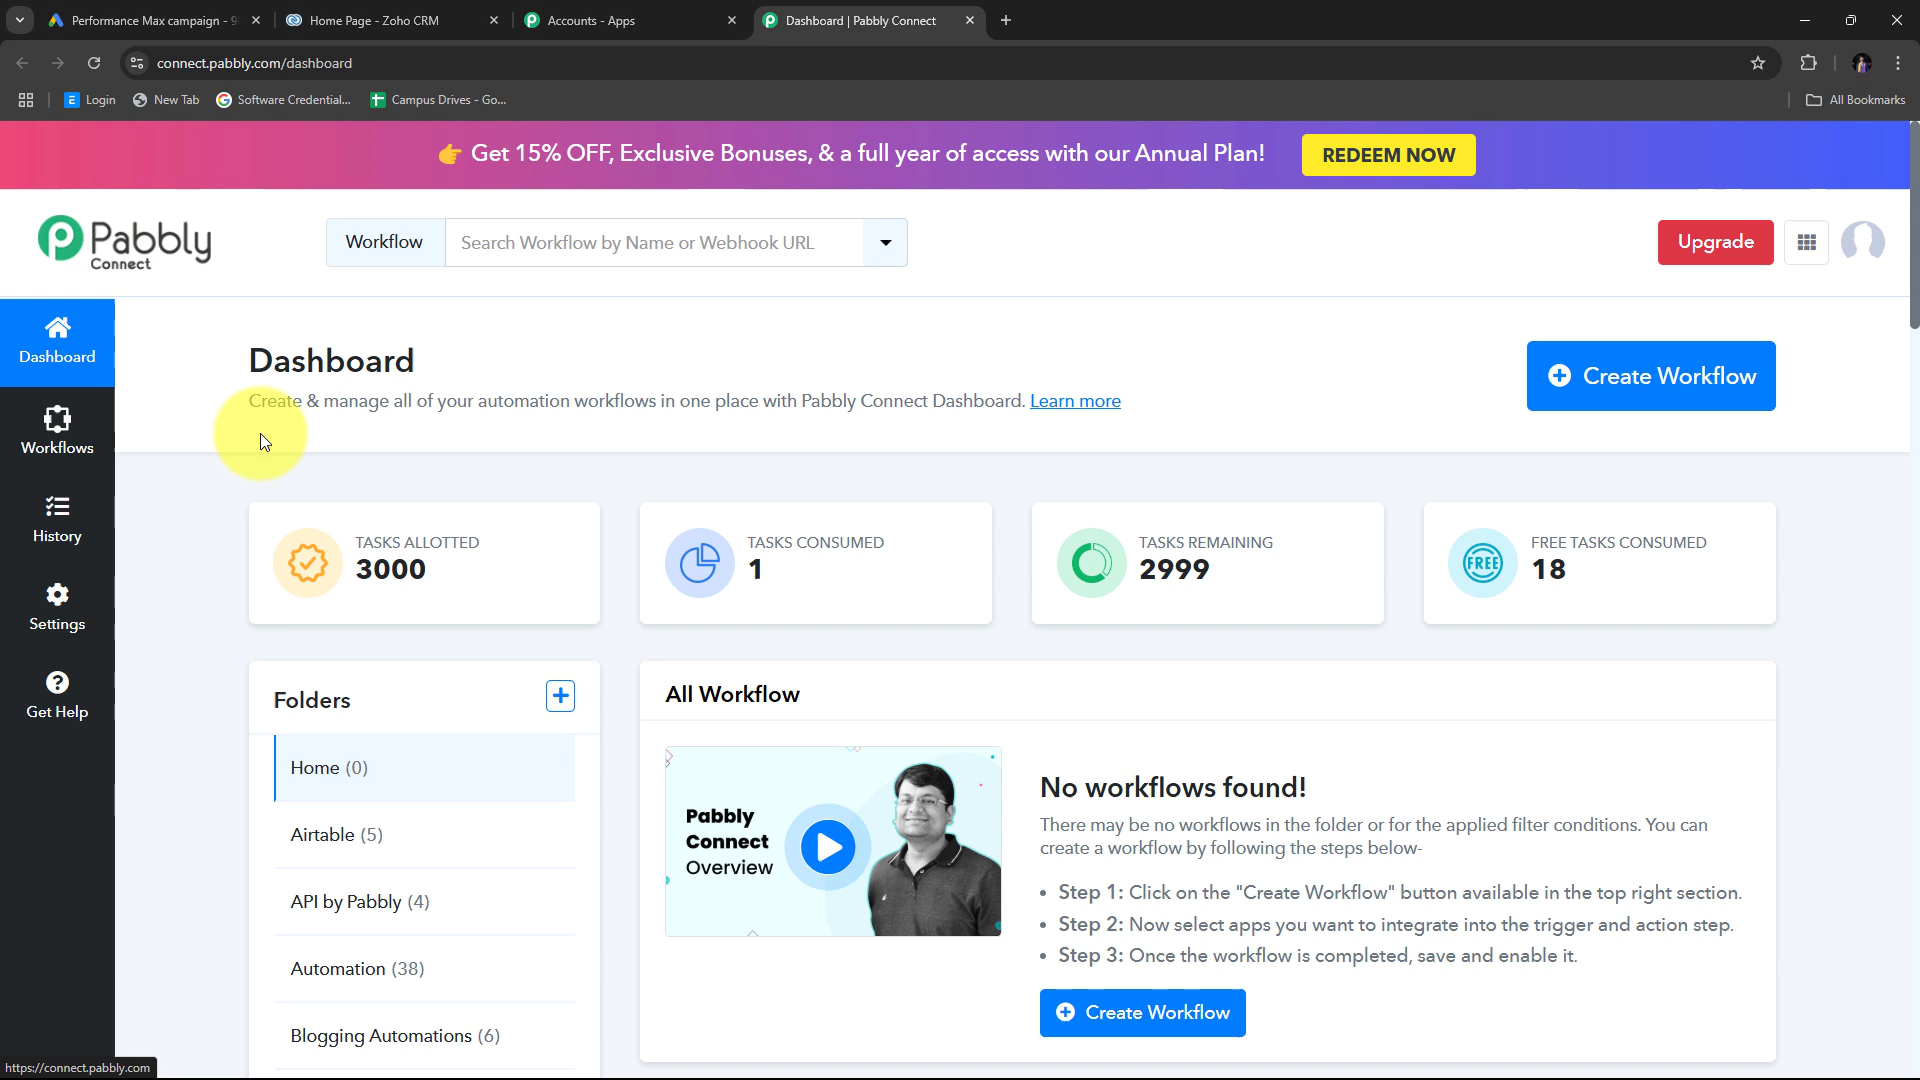 Performance Max campaign - 9
Home Page - Zoho CRM
Accounts - Apps
Dashboard | Pabbly Connect
connect.pabbly.com/dashboard
Login
New Tab
Software Credential...
Campus Drives - Go...
All Bookmarks
Get 15% OFF, Exclusive Bonuses, & a full year of access with our Annual Plan!
REDEEM NOW
Pabbly
Connect
Workflow
Search Workflow by Name or Webhook URL
Upgrade
Dashboard
Workflows
History
Settings
Get Help
Dashboard
Create & manage all of your automation workflows in one place with Pabbly Connect Dashboard. Learn more
Create Workflow
TASKS ALLOTTED
3000
TASKS CONSUMED
1
TASKS REMAINING
2999
FREE
FREE TASKS CONSUMED
18
Folders
Home (0)
Airtable (5)
API by Pabbly (4)
Automation (38)
Blogging Automations (6)
All Workflow
Pabbly
Connect
Overview
No workflows found!
There may be no workflows in the folder or for the applied filter conditions. You can
create a workflow by following the steps below-
• Step 1: Click on the "Create Workflow" button available in the top right section.
• Step 2: Now select apps you want to integrate into the trigger and action step.
• Step 3: Once the workflow is completed, save and enable it.
Create Workflow
https://connect.pabbly.com